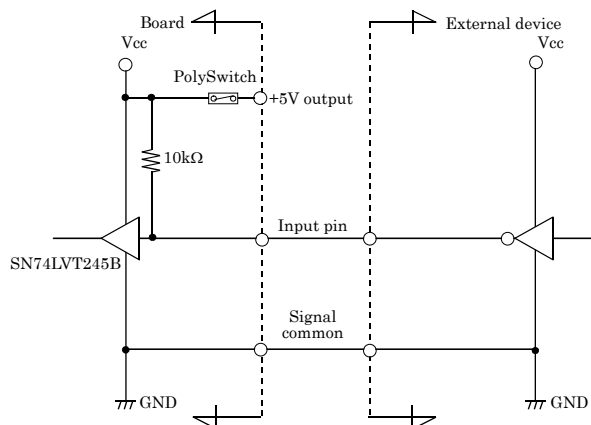 Board
External device
Vcc
Vcc
PolySwitch
+5V output
10kΩ
Input pin
SN74LVT245B
Signal
common
GND
GND